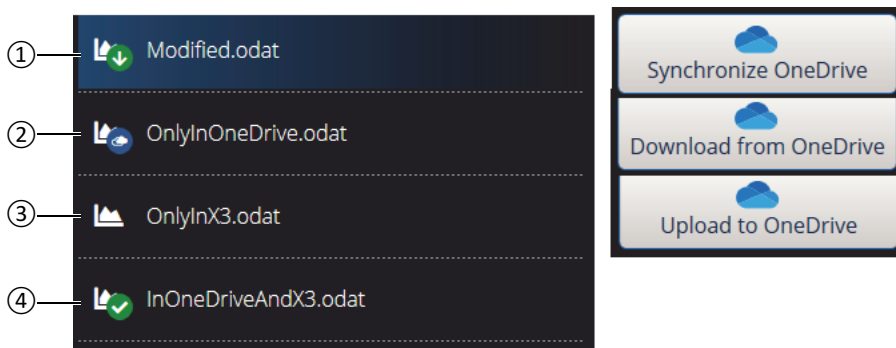 ① Modified.odat
② OnlyInOneDrive.odat
③ OnlyInX3.odat
④ InOneDriveAndX3.odat
Synchronize OneDrive
Download from OneDrive
Upload to OneDrive